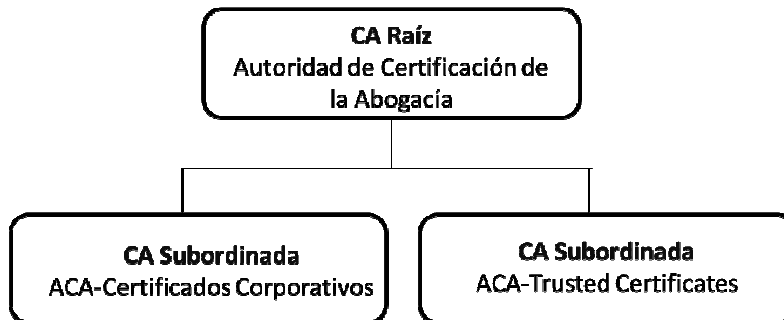 CA Raíz
Autoridad de Certificación de
la Abogacía
CA Subordinada
ACA-Certificados Corporativos
CA Subordinada
ACA-Trusted Certificates